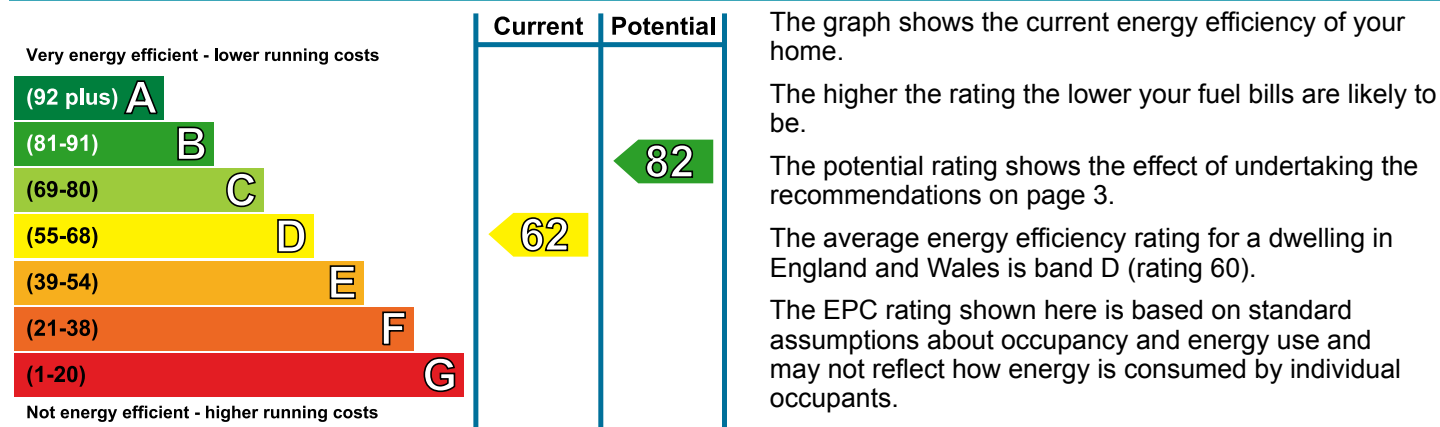 Current Potential
Very energy efficient - lower running costs
(92 plus) A
(81-91) B
(69-80) C
(55-68) D
(39-54) E
(21-38) F
(1-20) G
Not energy efficient - higher running costs
82
62
The graph shows the current energy efficiency of your
home.
The higher the rating the lower your fuel bills are likely to
be.
The potential rating shows the effect of undertaking the
recommendations on page 3.
The average energy efficiency rating for a dwelling in
England and Wales is band D (rating 60).
The EPC rating shown here is based on standard
assumptions about occupancy and energy use and
may not reflect how energy is consumed by individual
occupants.